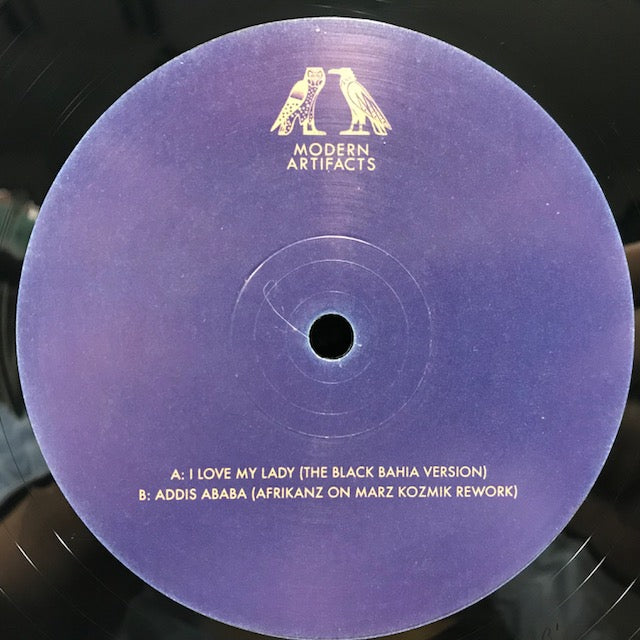 MODERN
ARTIFACTS
A: I LOVE MY LADY (THE BLACK BAHIA VERSION)
B: ADDIS ABABA (AFRIKANZ ON MARZ KOZMIK REWORK)